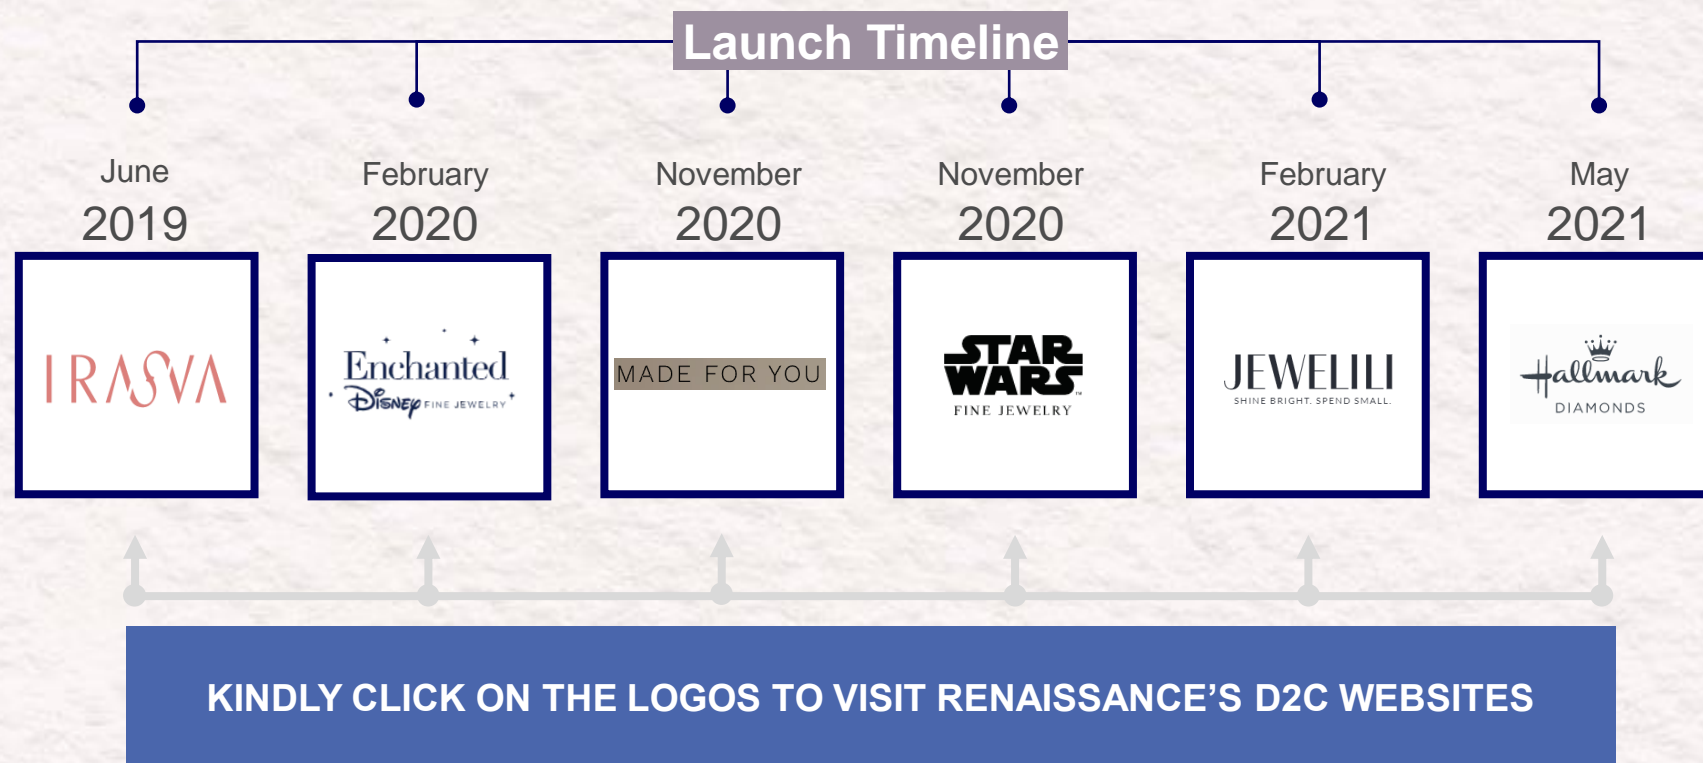 Launch Timeline
June
2019
February
2020
November
2020
November
2020
February
2021
May
2021
IRASVA
Enchanted
Disney FINE JEWELRY
MADE FOR YOU
STAR
WARS
FINE JEWELRY
JEWELILI
SHINE BRIGHT. SPEND SMALL.
Hallmark
DIAMONDS
KINDLY CLICK ON THE LOGOS TO VISIT RENAISSANCE’S D2C WEBSITES